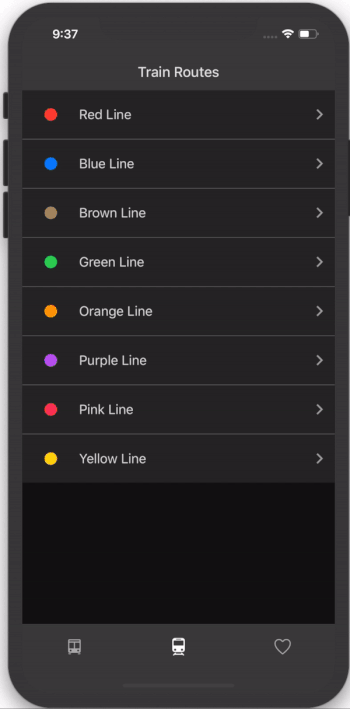 9:37
Train Routes
Red Line
Blue Line
Brown Line
Green Line
Orange Line
Purple Line
Pink Line
Yellow Line